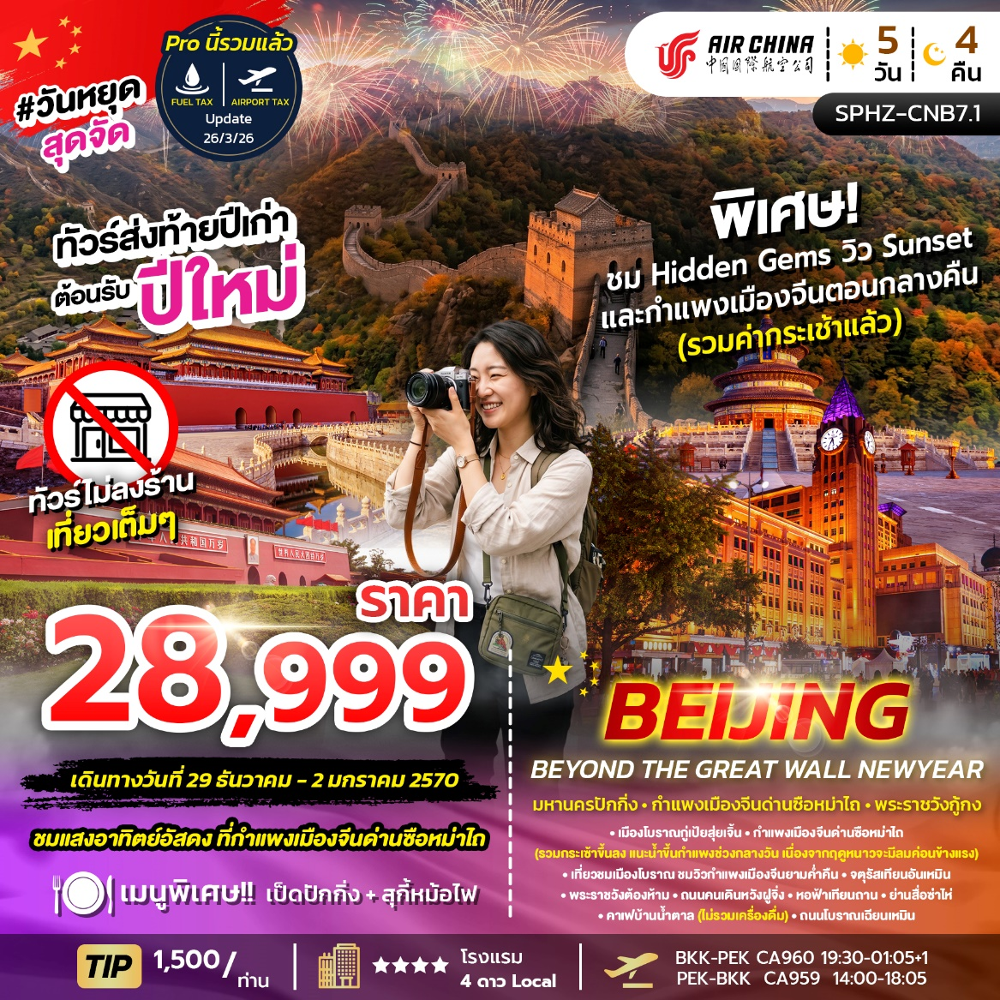 #วันหยุด
สุดจัด
Pro นี้รวมแล้ว
FUEL TAX
AIRPORT TAX
Update
26/3/26
AIR CHINA
中国国际航空公司
5
วัน
4
คืน
SPHZ-CNB7.1
ทัวร์ส่งท้ายปีเก่า
ต้อนรับ ปีใหม่
พิเศษ!
ชม Hidden Gems วิว Sunset
และกำแพงเมืองจีนตอนกลางคืน
(รวมค่ากระเช้าแล้ว)
ทัวร์ไม่ลงร้าน
เที่ยวเต็มๆ
共和国万岁
世界人民大团结万岁
ราคา
28,999
เดินทางวันที่ 29 ธันวาคม - 2 มกราคม 2570
ชมแสงอาทิตย์อัสดง ที่กำแพงเมืองจีนด่านซือหม่าไถ
เมนูพิเศษ!! เป็ดปักกิ่ง + สุกี้หม้อไฟ
BEIJING
BEYOND THE GREAT WALL NEWYEAR
มหานครปักกิ่ง • กำแพงเมืองจีนด่านซือหม่าไถ • พระราชวังกู้กง
• เมืองโบราณกู่เป่ยสุ่ยเจิ้น • กำแพงเมืองจีนด่านซือหม่าไถ
(รวมกระเช้าขึ้นลง แนะนำขึ้นกำแพงช่วงกลางวัน เนื่องจากฤดูหนาวจะมีลมค่อนข้างแรง)
• เที่ยวชมเมืองโบราณ ชมวิวกำแพงเมืองจีนยามค่ำคืน • จตุรัสเทียนอันเหมิน
• พระราชวังต้องห้าม • ถนนคนเดินหวังฝูจิ่ง • หอฟ้าเทียนถาน • ย่านสือช่าไห่
• คาเฟ่บ้านน้ำตาล (ไม่รวมเครื่องดื่ม) • ถนนโบราณเฉียนเหมิน
TIP
1,500/
ท่าน
โรงแรม
4 ดาว Local
BKK-PEK CA960 19:30-01:05+1
PEK-BKK CA959 14:00-18:05